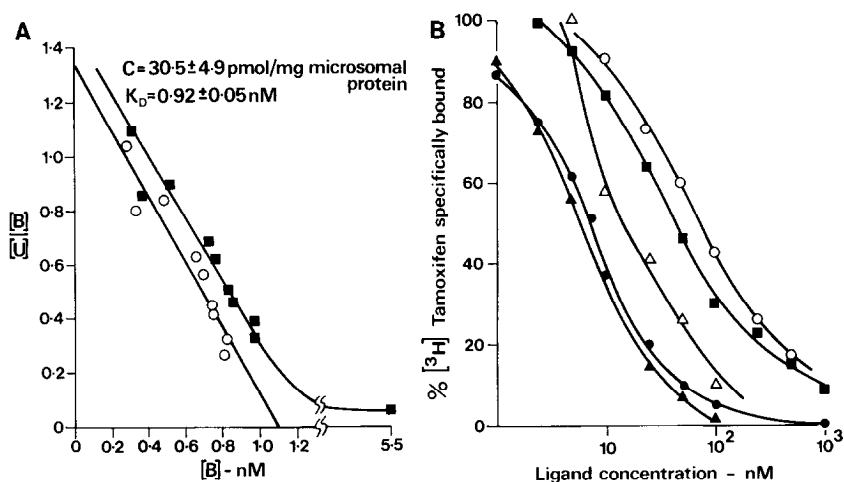 A
1·4
1·2
1·0
0·8
0·6
0·4
0·2
0
[B]
[U]
C=30·5±4·9 pmol/mg microsomal
protein
K_D=0·92±0·05 nM
0
0·2
0·4
0·6
0·8
1·0
1·2
5·5
[B] - nM
B
100
80
60
40
20
0
% [³H] Tamoxifen specifically bound
10
10²
10³
Ligand concentration - nM